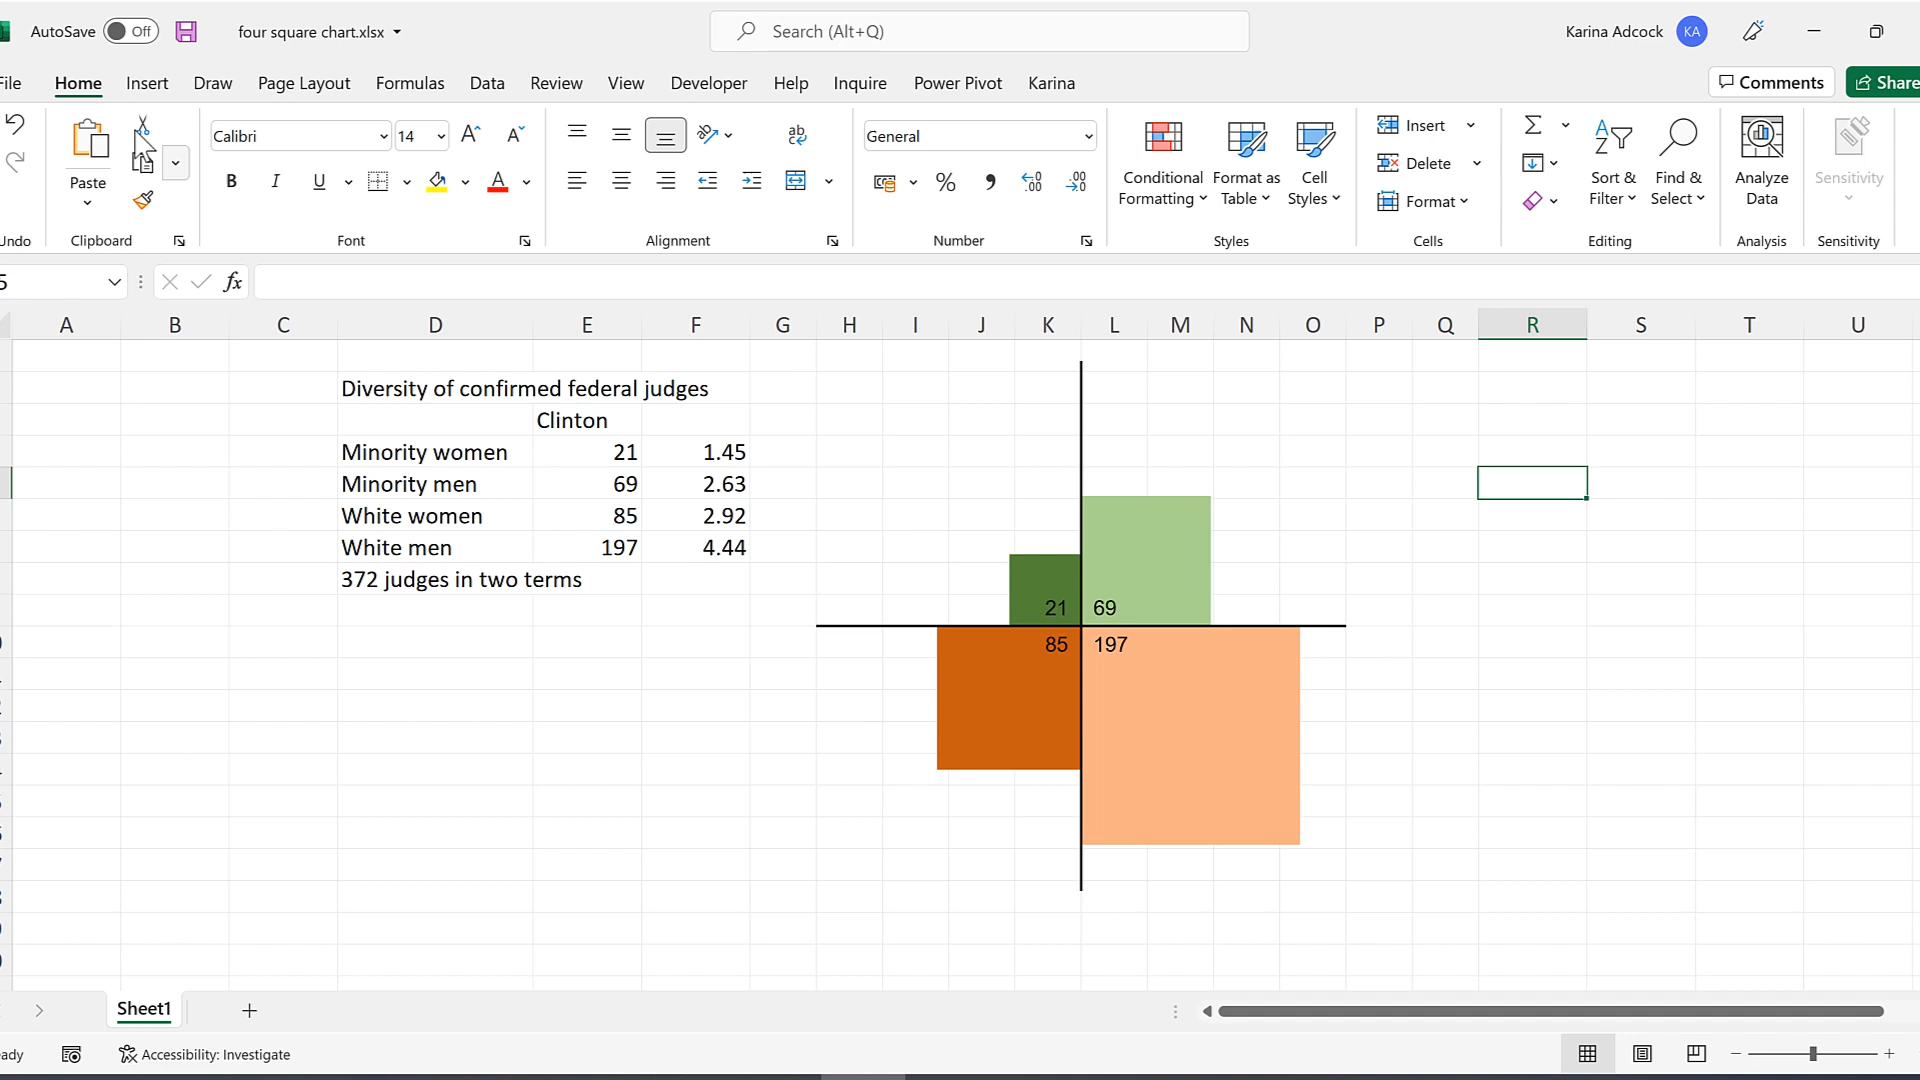 AutoSave Off four square chart.xlsx Search (Alt+Q) Karina Adcock KA
File Home Insert Draw Page Layout Formulas Data Review View Developer Help Inquire Power Pivot Karina Comments Share
Calibri 14 General
Paste
Conditional Formatting
Format as Table
Cell Styles
Insert
Delete
Format
Sort & Filter
Find & Select
Analyze Data
Sensitivity
Undo Clipboard Font Alignment Number Styles Cells Editing Analysis Sensitivity
5 fx
A B C D E F G H I J K L M N O P Q R S T U
Diversity of confirmed federal judges
Clinton
Minority women 21 1.45
Minority men 69 2.63
White women 85 2.92
White men 197 4.44
372 judges in two terms
21 69
85 197
Sheet1
Accessibility: Investigate